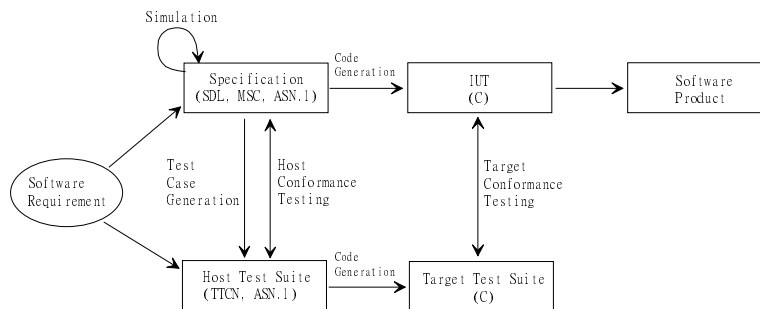 Simulation
Specification
(SDL, MSC, ASN.1)
Code
Generation
IUT
(C)
Software
Product
Software
Requirement
Test
Case
Generation
Host
Conformance
Testing
Target
Conformance
Testing
Host Test Suite
(TTCN, ASN.1)
Code
Generation
Target Test Suite
(C)